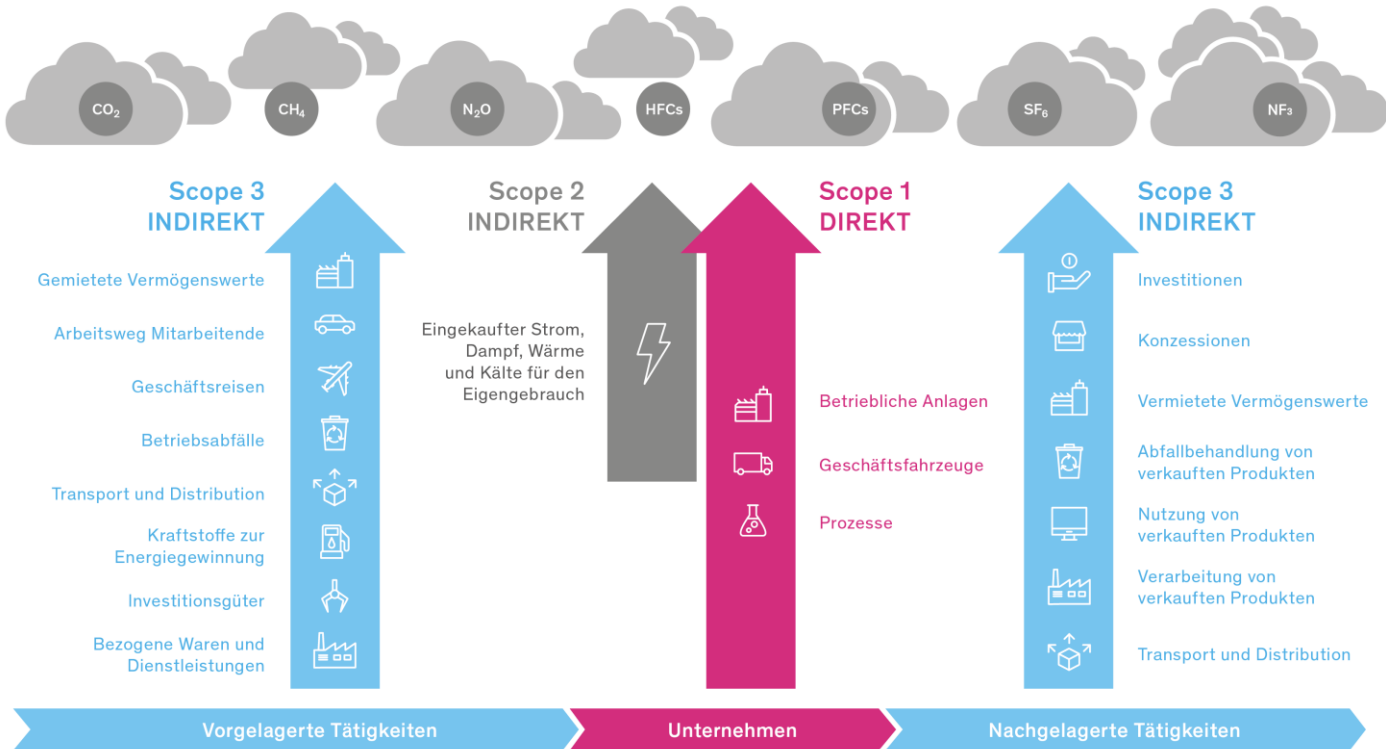 CO₂
CH₄
N₂O
HFCs
PFCs
SF₆
NF₃
Scope 3
INDIREKT
Gemietete Vermögenswerte
Arbeitsweg Mitarbeitende
Geschäftsreisen
Betriebsabfälle
Transport und Distribution
Kraftstoffe zur
Energiegewinnung
Investitionsgüter
Bezogene Waren und
Dienstleistungen
Scope 2
INDIREKT
Eingekaufter Strom,
Dampf, Wärme
und Kälte für den
Eigengebrauch
Scope 1
DIREKT
Betriebliche Anlagen
Geschäftsfahrzeuge
Prozesse
Scope 3
INDIREKT
Investitionen
Konzessionen
Vermietete Vermögenswerte
Abfallbehandlung von
verkauften Produkten
Nutzung von
verkauften Produkten
Verarbeitung von
verkauften Produkten
Transport und Distribution
Vorgelagerte Tätigkeiten
Unternehmen
Nachgelagerte Tätigkeiten